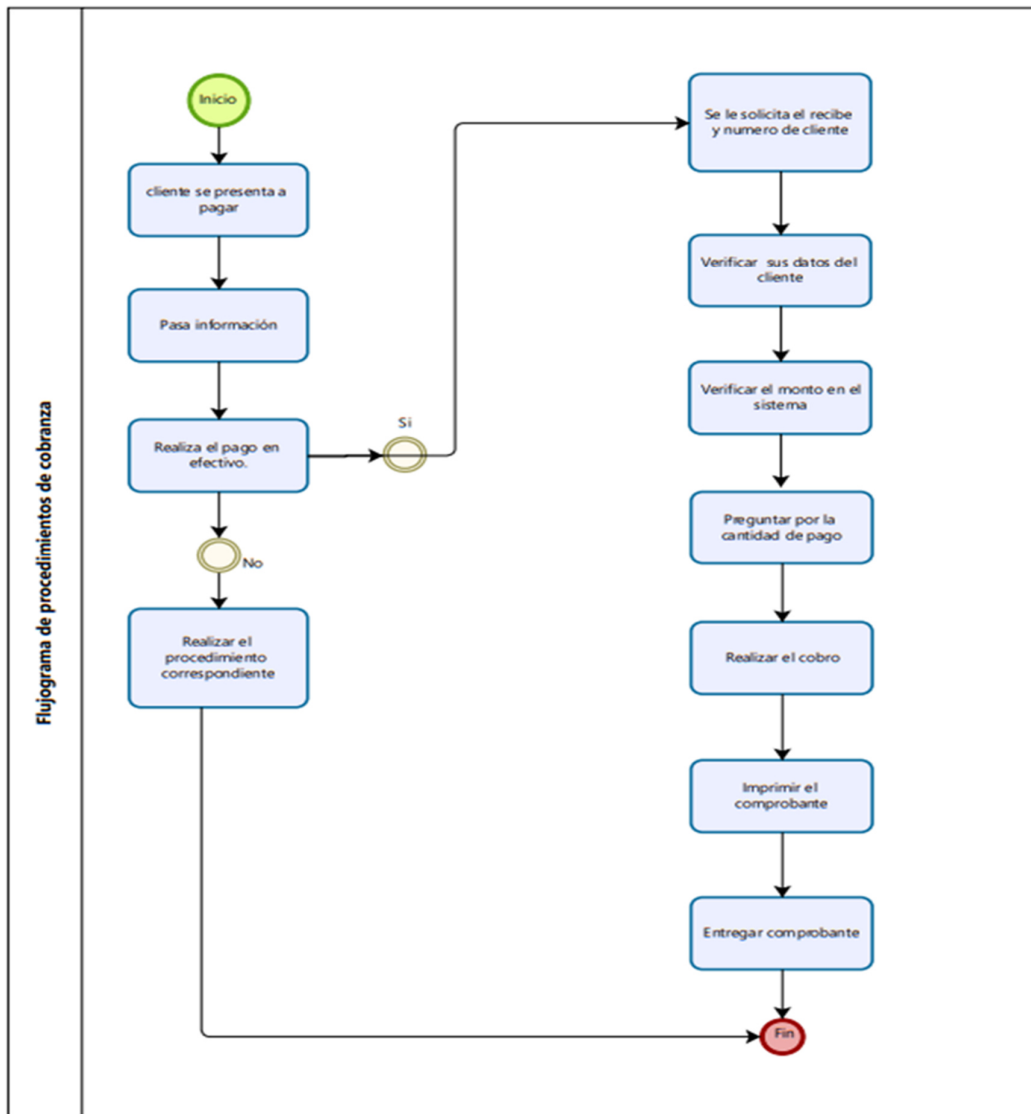 Flujograma de procedimientos de cobranza
Inicio
cliente se presenta a
pagar
Pasa información
Realiza el pago en
efectivo.
Si
No
Realizar el
procedimiento
correspondiente
Se le solicita el recibe
y numero de cliente
Verificar sus datos del
cliente
Verificar el monto en el
sistema
Preguntar por la
cantidad de pago
Realizar el cobro
Imprimir el
comprobante
Entregar comprobante
Fin